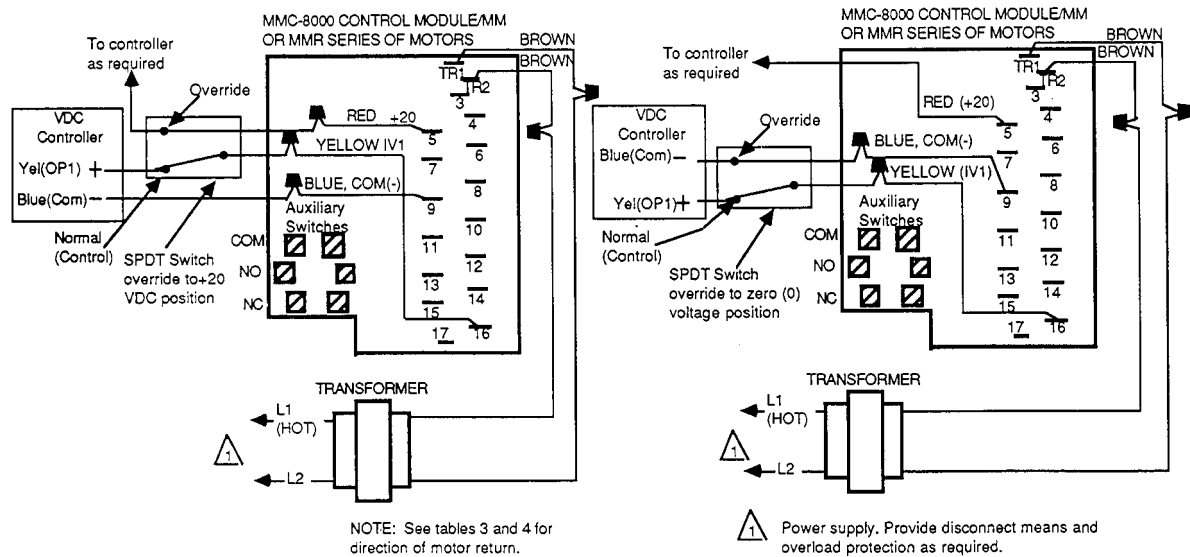 MMC-8000 CONTROL MODULE/MM
OR MMR SERIES OF MOTORS
BROWN
BROWN
To controller
as required
TR1
TR2
3
Override
VDC
Controller
RED +20
4
5
YELLOW IV1
6
7
Yel(OP1) +
BLUE, COM(-)
8
Blue(Com)
9
Auxiliary
Switches
10
Normal
(Control)
COM
11
12
SPDT Switch
override to+20
VDC position
NO
13
14
NC
15
17
16
TRANSFORMER
L1
(HOT)
1
L2
NOTE: See tables 3 and 4 for
direction of motor return.
MMC-8000 CONTROL MODULE/MM
OR MMR SERIES OF MOTORS
BROWN
BROWN
To controller
as required
TR1
TR2
3
RED (+20)
4
VDC
Controller
Override
5
BLUE, COM(-)
6
Blue(Com) −
7
YELLOW (IV1)
8
Yel(OP1) +
9
Auxiliary
Switches
10
Normal
(Control)
COM
11
12
SPDT Switch
override to zero (0)
voltage position
NO
13
14
NC
15
17
16
TRANSFORMER
L1
(HOT)
1
L2
1
Power supply. Provide disconnect means and
overload protection as required.